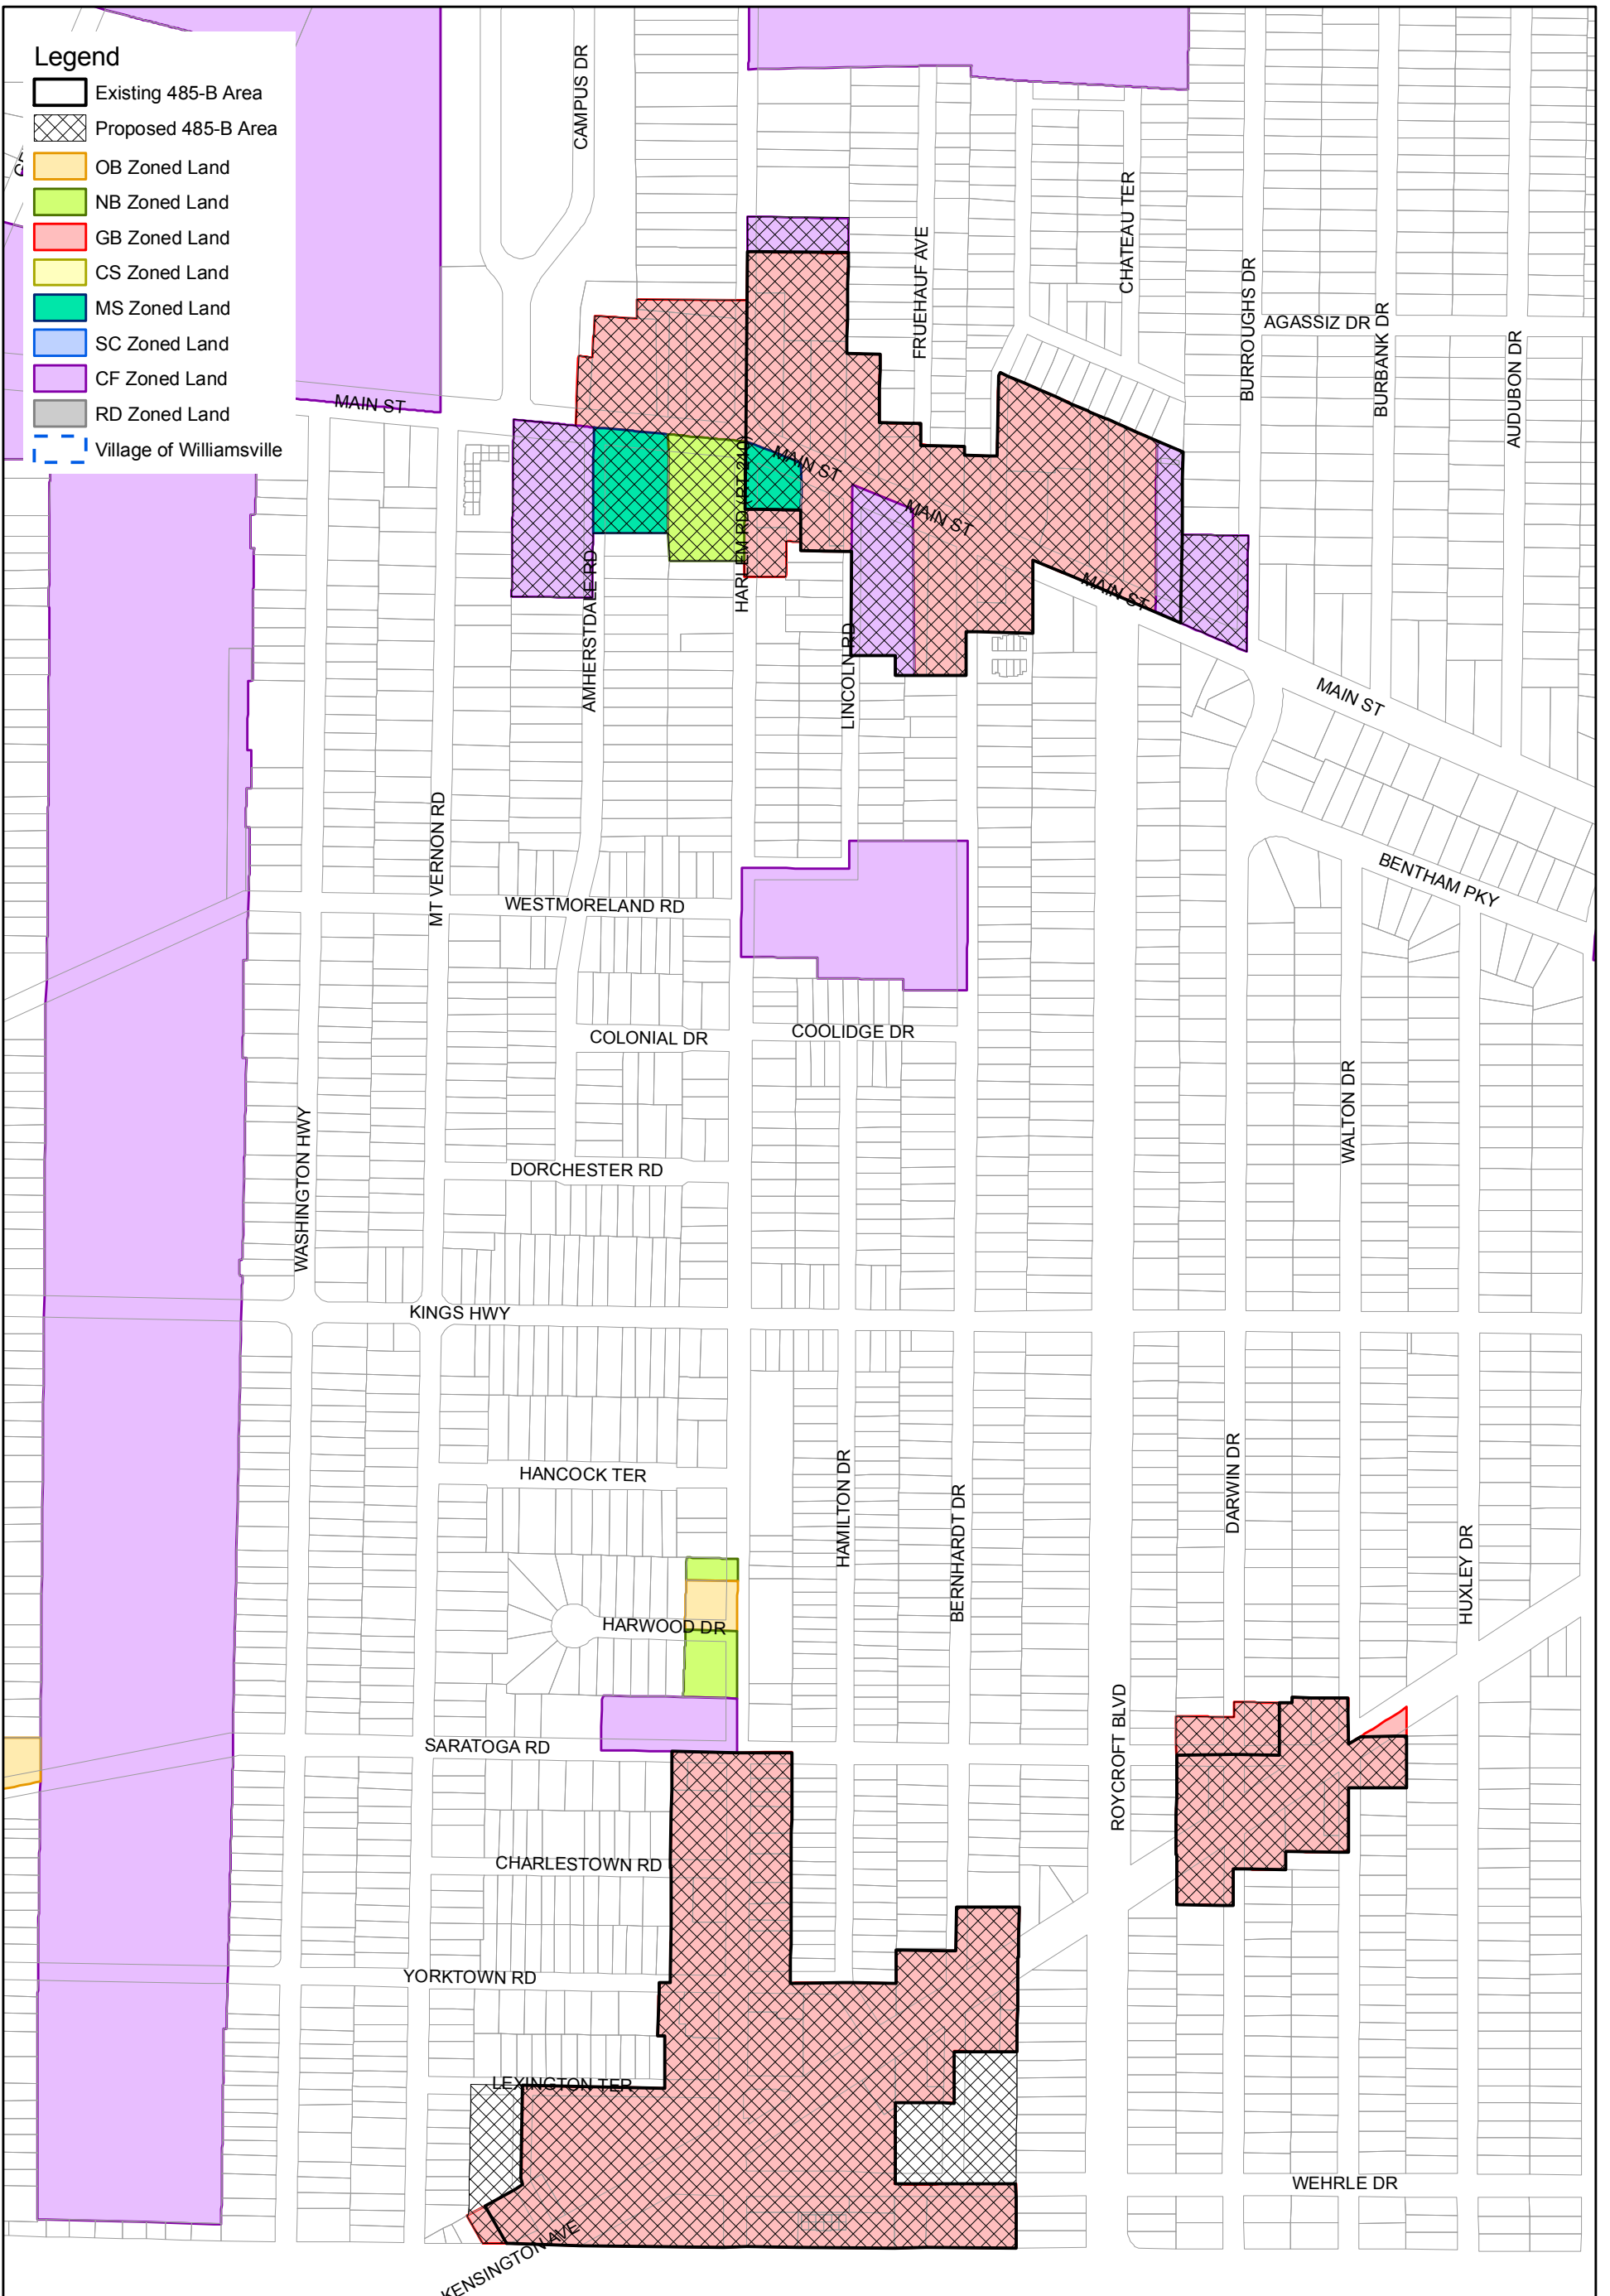 Legend
Existing 485-B Area
Proposed 485-B Area
OB Zoned Land
NB Zoned Land
GB Zoned Land
CS Zoned Land
MS Zoned Land
SC Zoned Land
CF Zoned Land
RD Zoned Land
Village of Williamsville
CAMPUS DR
CHATEAU TER
FRUEHAUF AVE
BURROUGHS DR
AGASSIZ DR
BURBANK DR
AUDUBON DR
MAIN ST
MAIN ST
MAIN ST
MAIN ST
HARLEM RD (RT 240)
AMHERSTDALE RD
LINCOLN RD
MAIN ST
MT VERNON RD
BENTHAM PKY
WESTMORELAND RD
COLONIAL DR
COOLIDGE DR
WALTON DR
WASHINGTON HWY
DORCHESTER RD
KINGS HWY
HANCOCK TER
HAMILTON DR
BERNHARDT DR
DARWIN DR
HUXLEY DR
HARWOOD DR
ROYCROFT BLVD
SARATOGA RD
CHARLESTOWN RD
YORKTOWN RD
LEXINGTON TER
WEHRLE DR
KENSINGTON AVE